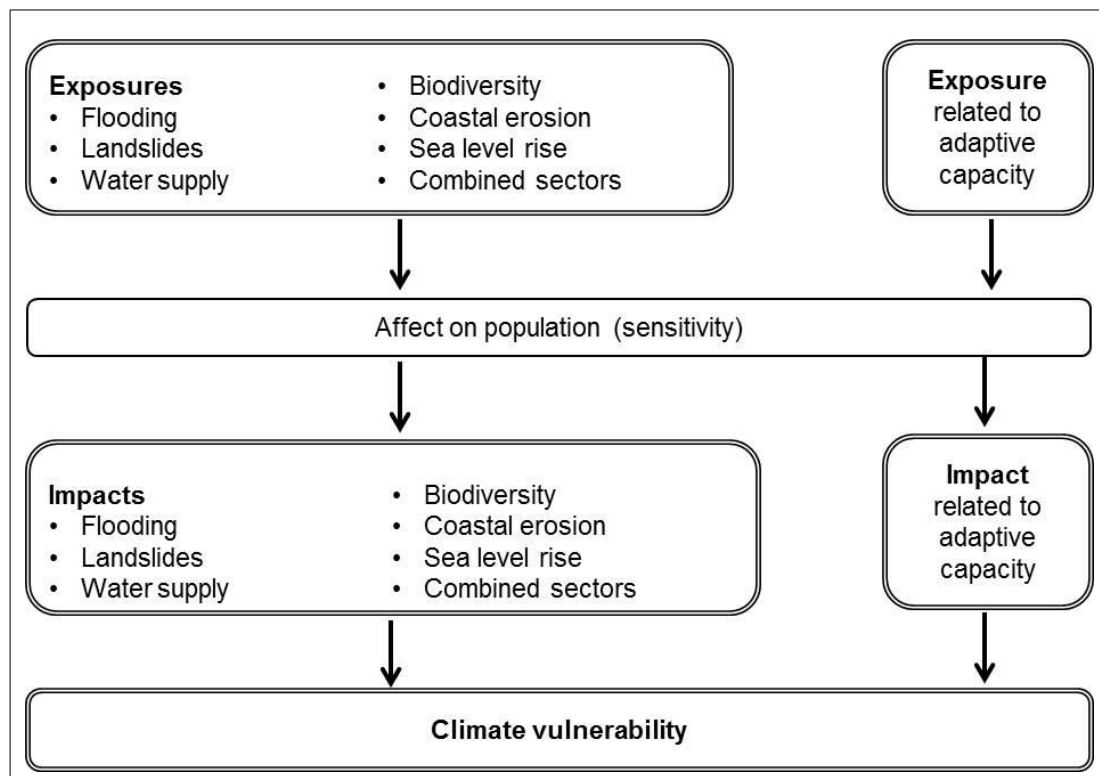 Exposures
• Flooding
• Landslides
• Water supply
• Biodiversity
• Coastal erosion
• Sea level rise
• Combined sectors
Exposure
related to
adaptive
capacity
Affect on population (sensitivity)
Impacts
• Flooding
• Landslides
• Water supply
• Biodiversity
• Coastal erosion
• Sea level rise
• Combined sectors
Impact
related to
adaptive
capacity
Climate vulnerability